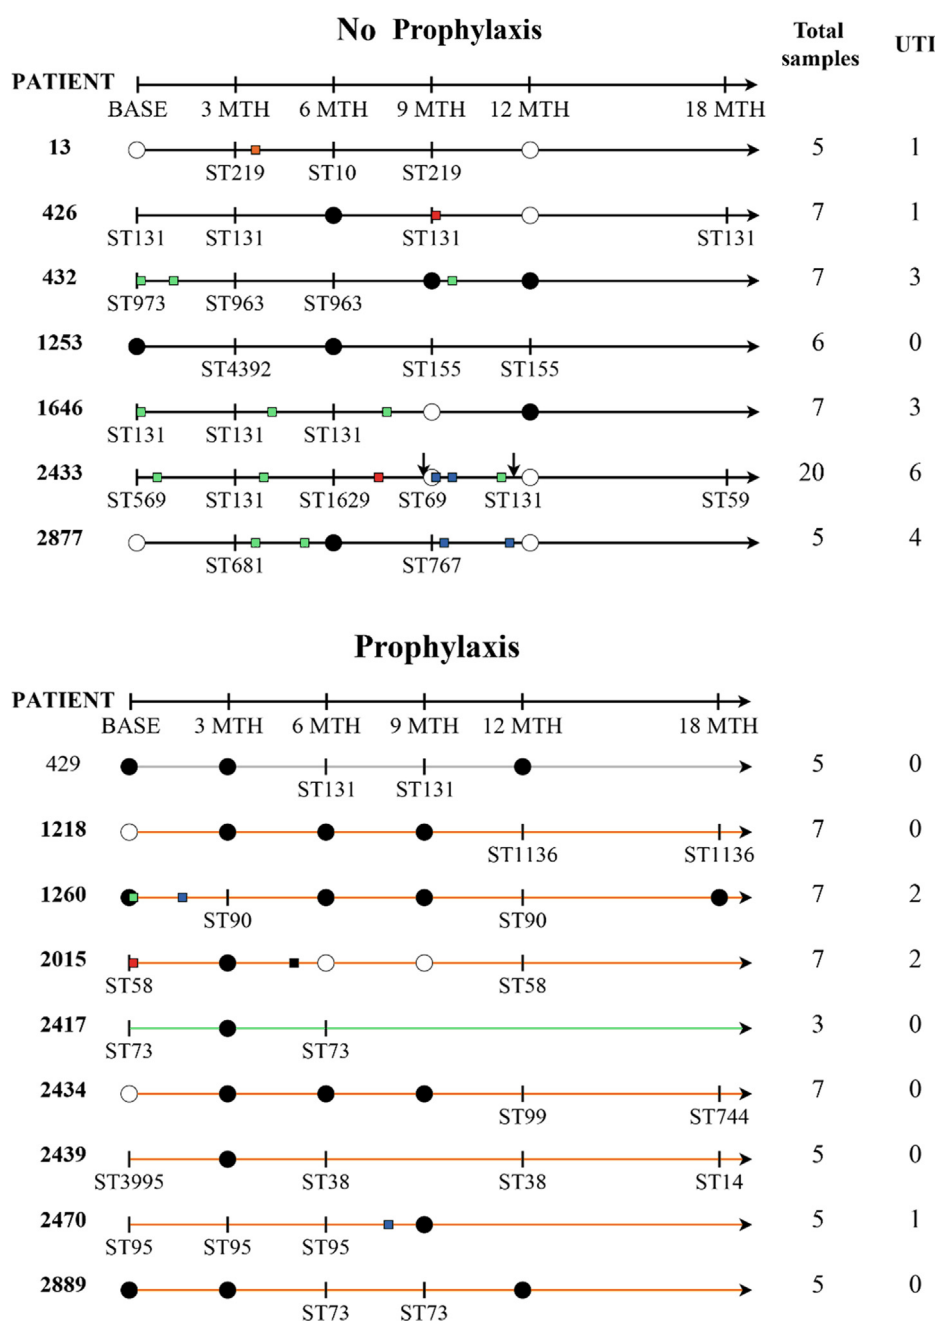 No Prophylaxis
Total samples
UTI
PATIENT
BASE 3 MTH 6 MTH 9 MTH 12 MTH 18 MTH
13 5 1
ST219 ST10 ST219
426 7 1
ST131 ST131 ST131 ST131
432 7 3
ST973 ST963 ST963
1253 6 0
ST4392 ST155 ST155
1646 7 3
ST131 ST131 ST131
2433 20 6
ST569 ST131 ST1629 ST69 ST131 ST59
2877 5 4
ST681 ST767
Prophylaxis
PATIENT
BASE 3 MTH 6 MTH 9 MTH 12 MTH 18 MTH
429 5 0
ST131 ST131
1218 7 0
ST1136 ST1136
1260 7 2
ST90 ST90
2015 7 2
ST58 ST58
2417 3 0
ST73 ST73
2434 7 0
ST99 ST744
2439 5 0
ST3995 ST38 ST38 ST14
2470 5 1
ST95 ST95 ST95
2889 5 0
ST73 ST73